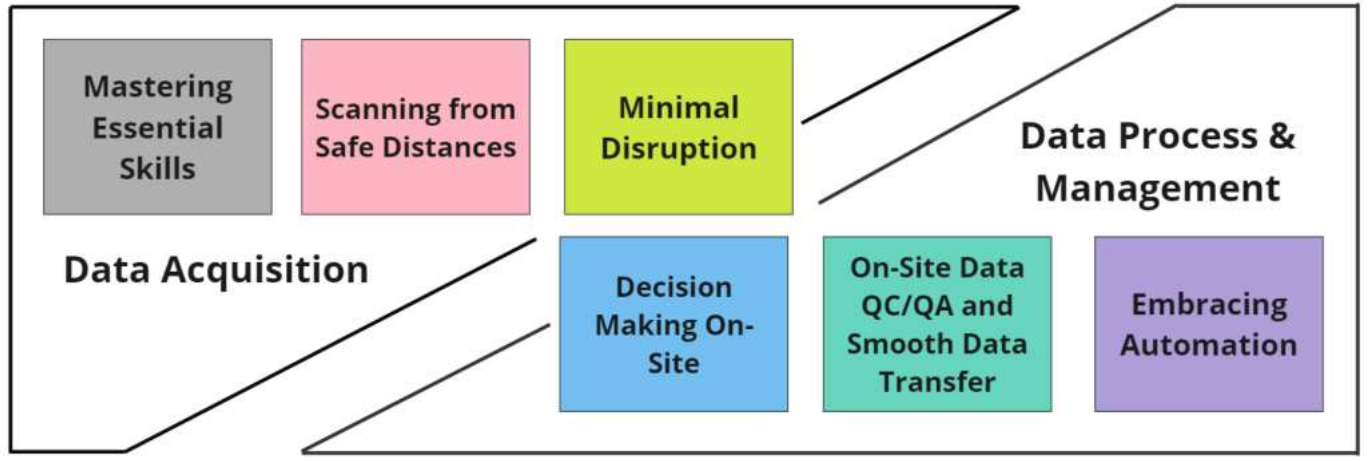 Mastering
Essential
Skills
Scanning from
Safe Distances
Minimal
Disruption
Data Process &
Management
Data Acquisition
Decision
Making On-
Site
On-Site Data
QC/QA and
Smooth Data
Transfer
Embracing
Automation